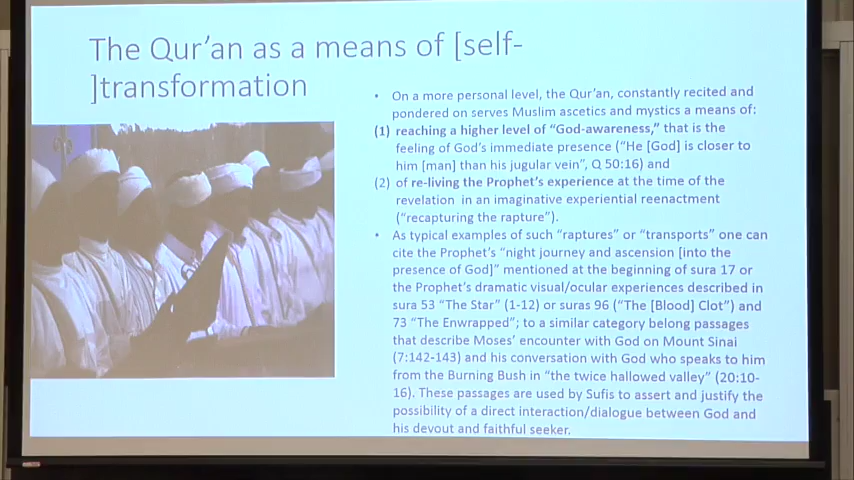 The Qur'an as a means of [self-
]transformation
• On a more personal level, the Qur'an, constantly recited and
pondered on serves Muslim ascetics and mystics a means of:
(1) reaching a higher level of "God-awareness," that is the
feeling of God's immediate presence ("He [God] is closer to
him [man] than his jugular vein", Q 50:16) and
(2) of re-living the Prophet's experience at the time of the
revelation in an imaginative experiential reenactment
("recapturing the rapture").
• As typical examples of such "raptures" or "transports" one can
cite the Prophet's "night journey and ascension [into the
presence of God]" mentioned at the beginning of sura 17 or
the Prophet's dramatic visual/ocular experiences described in
sura 53 "The Star" (1-12) or suras 96 ("The [Blood] Clot") and
73 "The Enwrapped"; to a similar category belong passages
that describe Moses' encounter with God on Mount Sinai
(7:142-143) and his conversation with God who speaks to him
from the Burning Bush in "the twice hallowed valley" (20:10-
16). These passages are used by Sufis to assert and justify the
possibility of a direct interaction/dialogue between God and
his devout and faithful seeker.